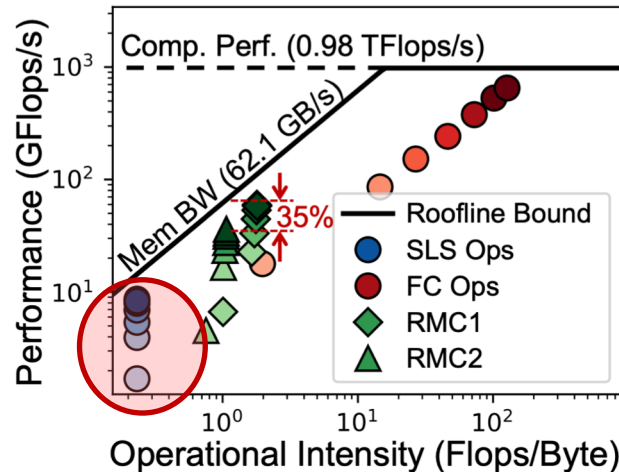 Comp. Perf. (0.98 TFlops/s)
Mem BW (62.1 GB/s)
Performance (GFlops/s)
10³
10²
10¹
35%
Roofline Bound
SLS Ops
FC Ops
RMC1
RMC2
10⁰
10¹
10²
Operational Intensity (Flops/Byte)